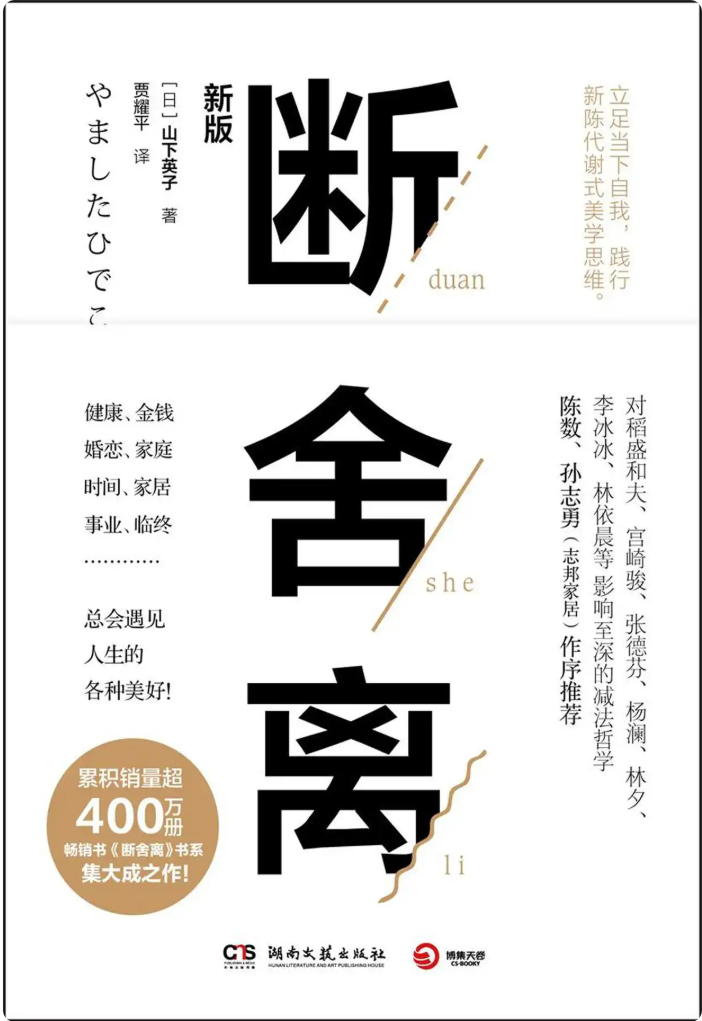 断
duan
新版
［日］山下英子 著
贾耀平 译
やましたひでこ
立足当下自我，践行
新陈代谢式美学思维。
舍
she
离
li
健康、金钱
婚恋、家庭
时间、家居
事业、临终
…………
总会遇见
人生的
各种美好!
对稻盛和夫、宫崎骏、张德芬、杨澜、林夕、
李冰冰、林依晨等 影响至深的减法哲学
陈数、孙志勇（志邦家居）作序推荐
累积销量超
400万册
畅销书《断舍离》书系
集大成之作!
CNS
湖南文艺出版社
HUNAN LITERATURE AND ART PUBLISHING HOUSE
博集天卷
CS-BOOKY